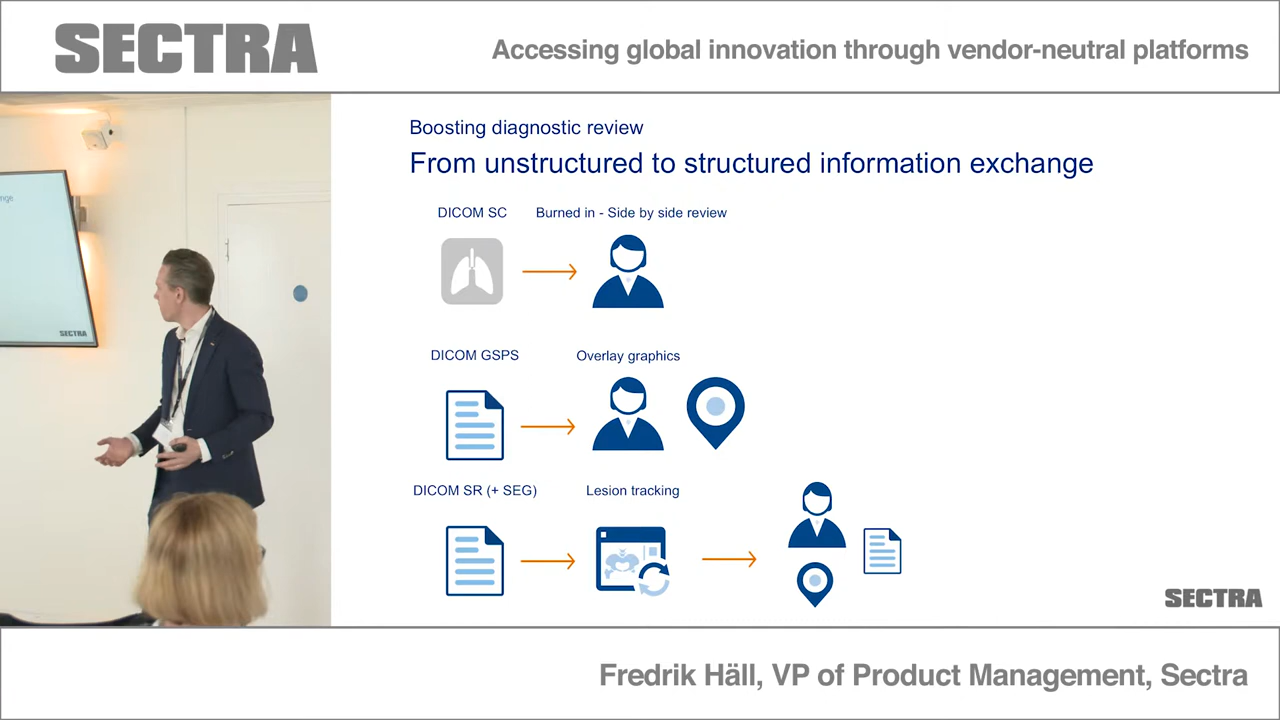 SECTRA
Accessing global innovation through vendor-neutral platforms
Boosting diagnostic review
From unstructured to structured information exchange
DICOM SC
Burned in - Side by side review
DICOM GSPS
Overlay graphics
DICOM SR (+ SEG)
Lesion tracking
SECTRA
SECTRA
Fredrik Häll, VP of Product Management, Sectra